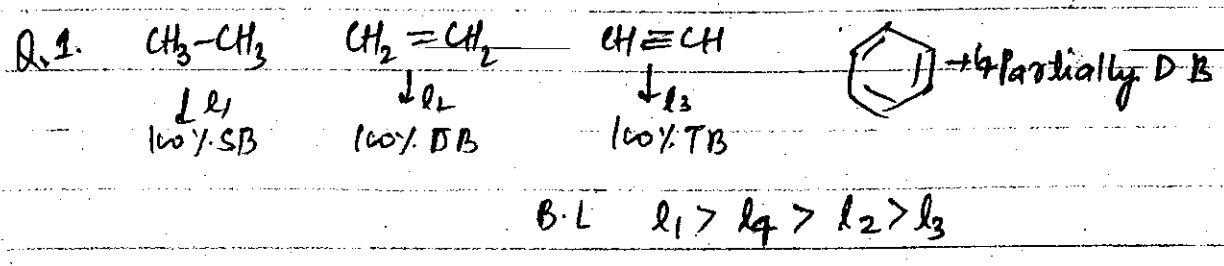 Q.1. CH3-CH3 CH2=CH2 CH≡CH →l4 Partially D B
↓l1 ↓l2 ↓l3
100% SB 100% DB 100% TB
B.L l1 > l4 > l2 > l3